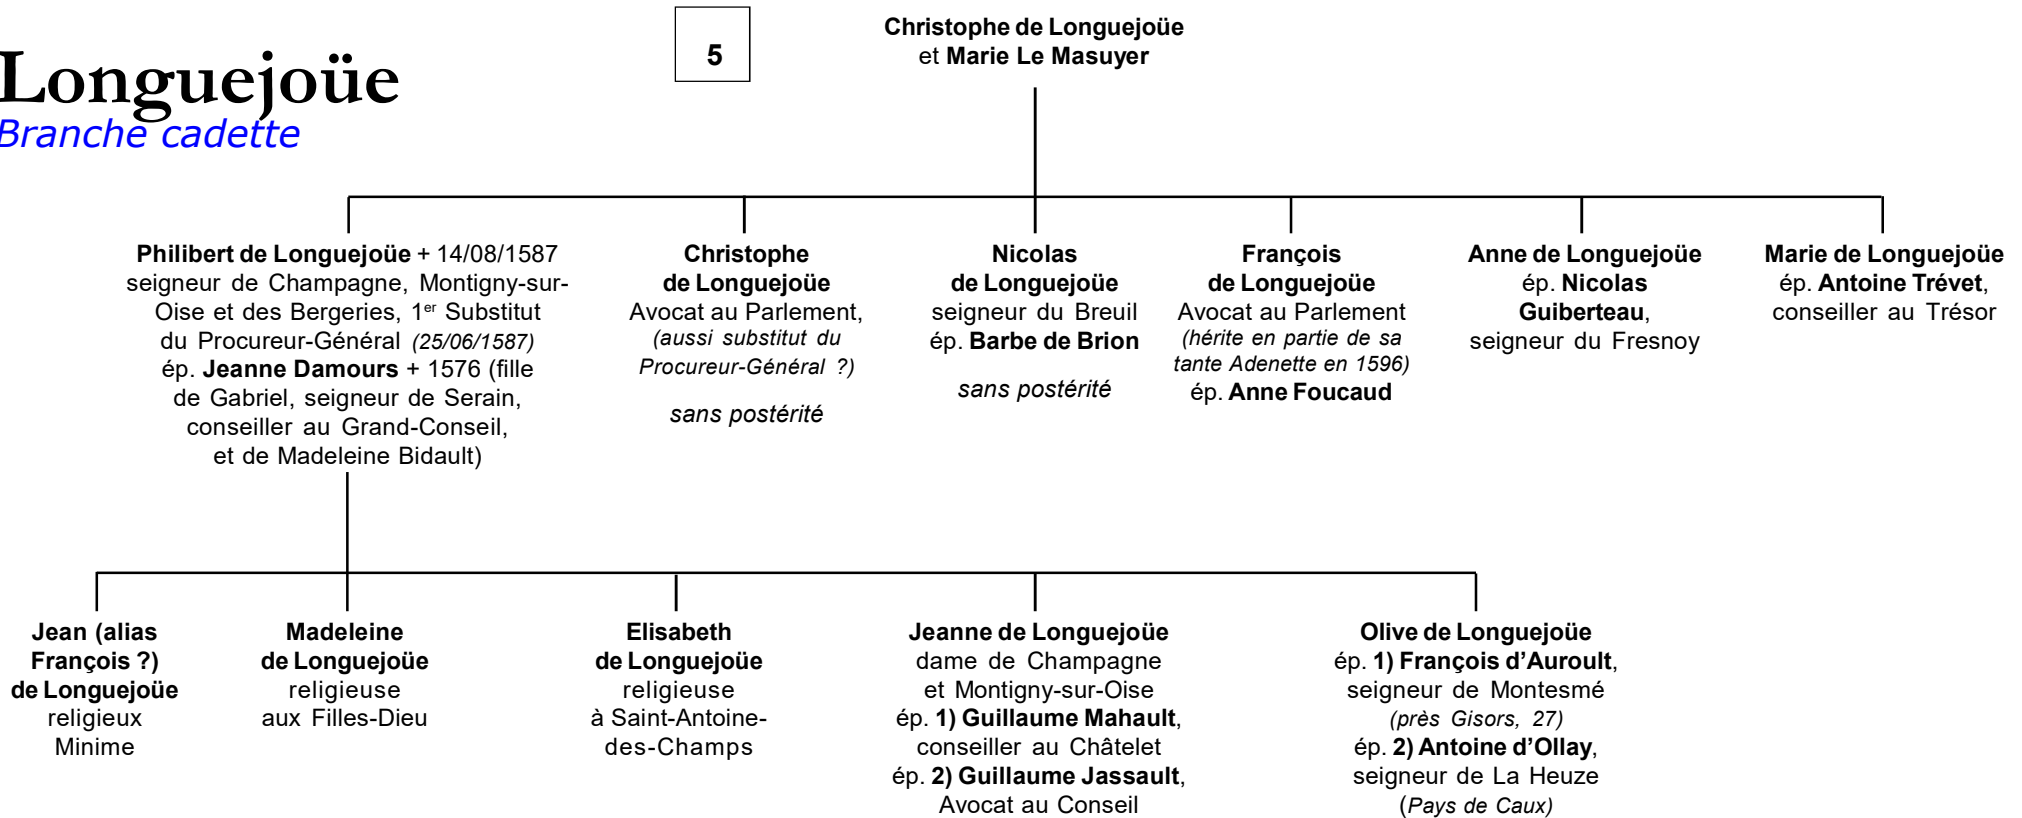 Longuejoüe
Branche cadette
5
Christophe de Longuejoüe
et Marie Le Masuyer
Philibert de Longuejoüe + 14/08/1587
seigneur de Champagne, Montigny-sur-
Oise et des Bergeries, 1er Substitut
du Procureur-Général (25/06/1587)
ép. Jeanne Damours + 1576 (fille
de Gabriel, seigneur de Serain,
conseiller au Grand-Conseil,
et de Madeleine Bidault)
Christophe
de Longuejoüe
Avocat au Parlement,
(aussi substitut du
Procureur-Général ?)
sans postérité
Nicolas
de Longuejoüe
seigneur du Breuil
ép. Barbe de Brion
sans postérité
François
de Longuejoüe
Avocat au Parlement
(hérite en partie de sa
tante Adenette en 1596)
ép. Anne Foucaud
Anne de Longuejoüe
ép. Nicolas
Guiberteau,
seigneur du Fresnoy
Marie de Longuejoüe
ép. Antoine Trévet,
conseiller au Trésor
Jean (alias
François ?)
de Longuejoüe
religieux
Minime
Madeleine
de Longuejoüe
religieuse
aux Filles-Dieu
Elisabeth
de Longuejoüe
religieuse
à Saint-Antoine-
des-Champs
Jeanne de Longuejoüe
dame de Champagne
et Montigny-sur-Oise
ép. 1) Guillaume Mahault,
conseiller au Châtelet
ép. 2) Guillaume Jassault,
Avocat au Conseil
Olive de Longuejoüe
ép. 1) François d'Auroult,
seigneur de Montesmé
(près Gisors, 27)
ép. 2) Antoine d'Ollay,
seigneur de La Heuze
(Pays de Caux)